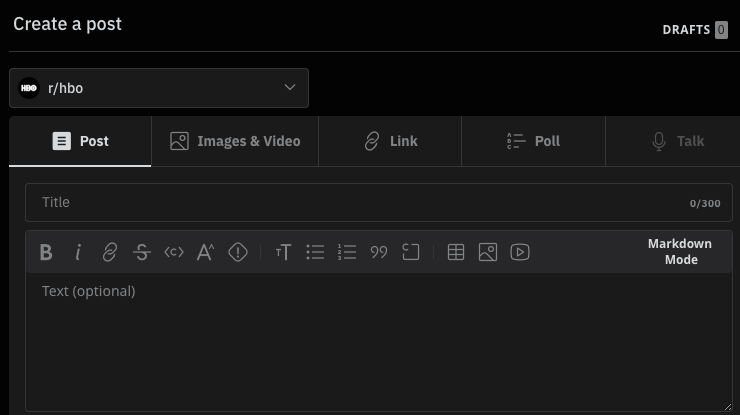 Create a post
DRAFTS 0
HBO r/hbo
Post Images & Video Link Poll Talk
Title 0/300
Markdown
Mode
Text (optional)